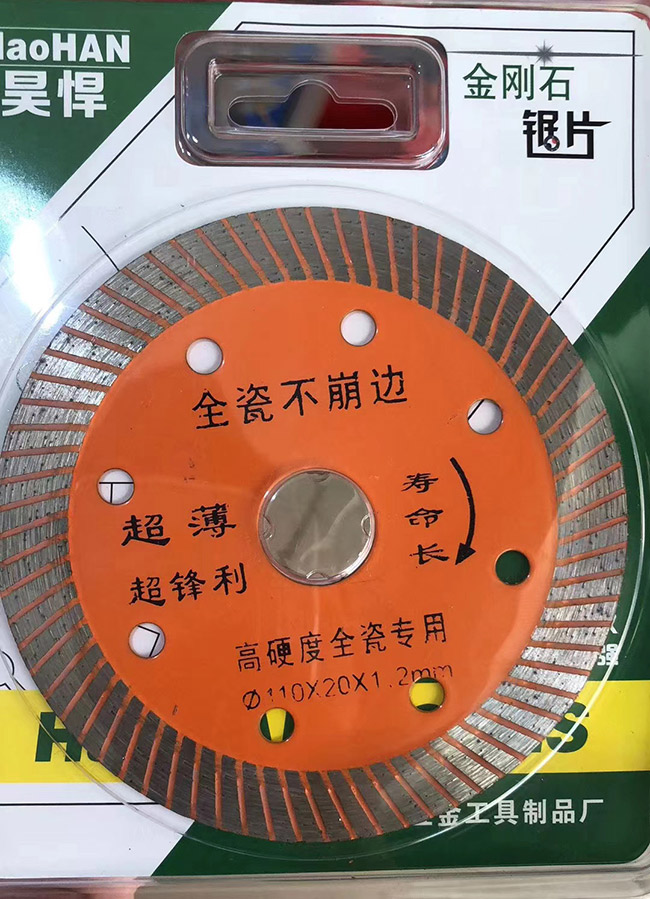 HaoHAN
昊悍
金刚石
锯片
全瓷不崩边
超薄
超锋利
寿命长
高硬度全瓷专用
Ø110X20X1.2mm
金工具制品厂